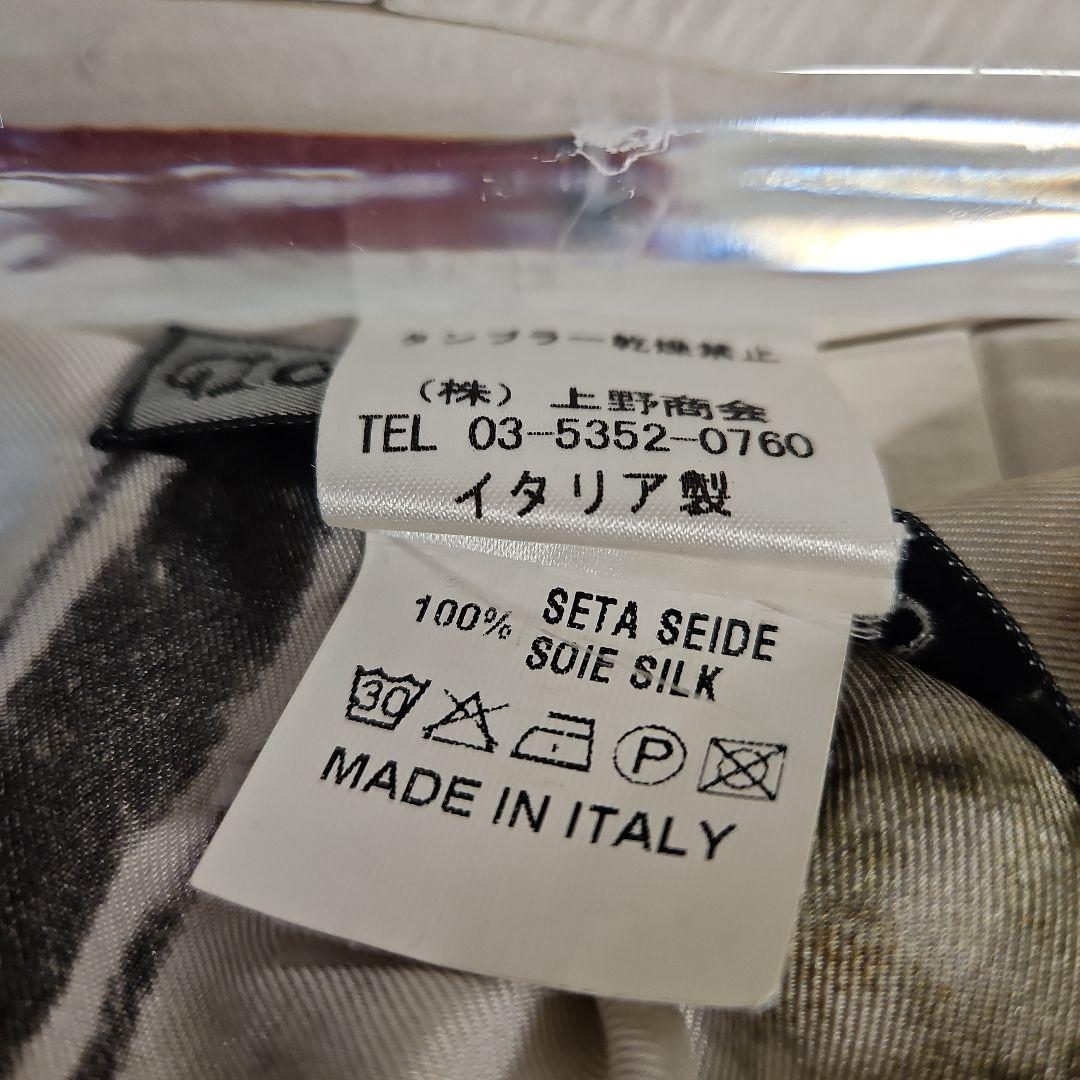 タンブラー乾燥禁止
(株) 上野商会
TEL 03-5352-0760
イタリア製
100% SETA SEIDE
SOIE SILK
30 P
MADE IN ITALY